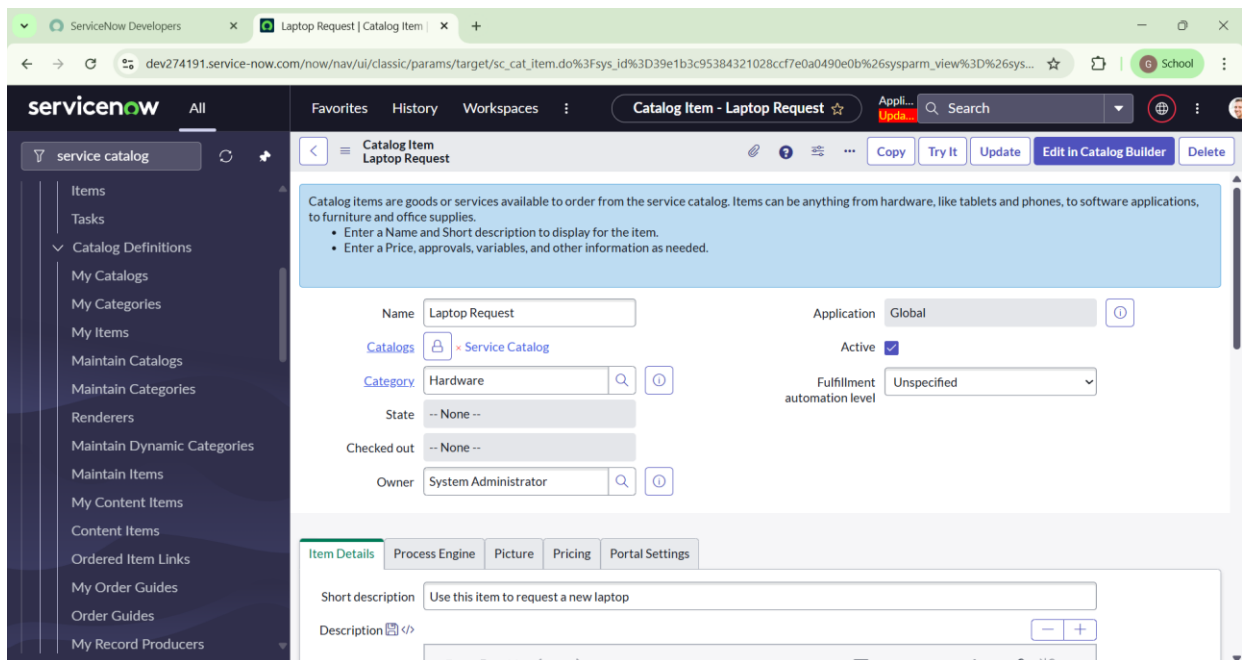 ServiceNow Developers
Laptop Request | Catalog Item |
dev274191.service-now.com/now/nav/ui/classic/params/target/sc_cat_item.do%3Fsys_id%3D39e1b3c95384321028ccf7e0a0490e0b%26sysparm_view%3D%26sys...
G School
servicenow All Favorites History Workspaces Catalog Item - Laptop Request Appli... Search
Upda...
service catalog
Items
Tasks
Catalog Definitions
My Catalogs
My Categories
My Items
Maintain Catalogs
Maintain Categories
Renderers
Maintain Dynamic Categories
Maintain Items
My Content Items
Content Items
Ordered Item Links
My Order Guides
Order Guides
My Record Producers
Catalog Item
Laptop Request
Copy Try It Update Edit in Catalog Builder Delete
Catalog items are goods or services available to order from the service catalog. Items can be anything from hardware, like tablets and phones, to software applications,
to furniture and office supplies.
• Enter a Name and Short description to display for the item.
• Enter a Price, approvals, variables, and other information as needed.
Name Laptop Request
Catalogs × Service Catalog
Category Hardware
State -- None --
Checked out -- None --
Owner System Administrator
Application Global
Active
Fulfillment Unspecified
automation level
Item Details Process Engine Picture Pricing Portal Settings
Short description Use this item to request a new laptop
Description </>